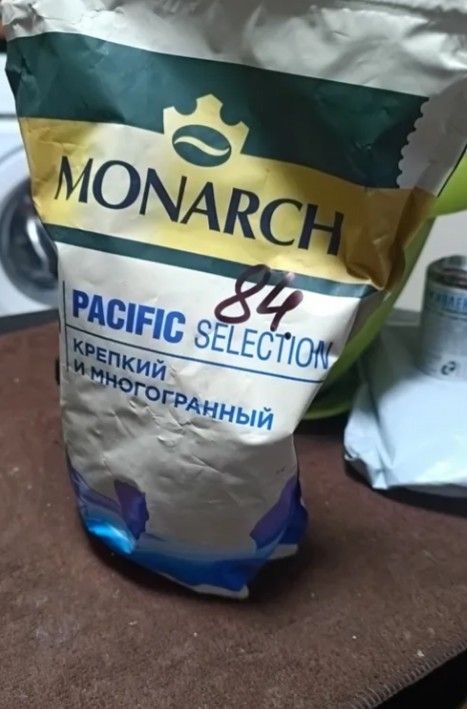 MONARCH
84
PACIFIC SELECTION
КРЕПКИЙ
И МНОГОГРАННЫЙ